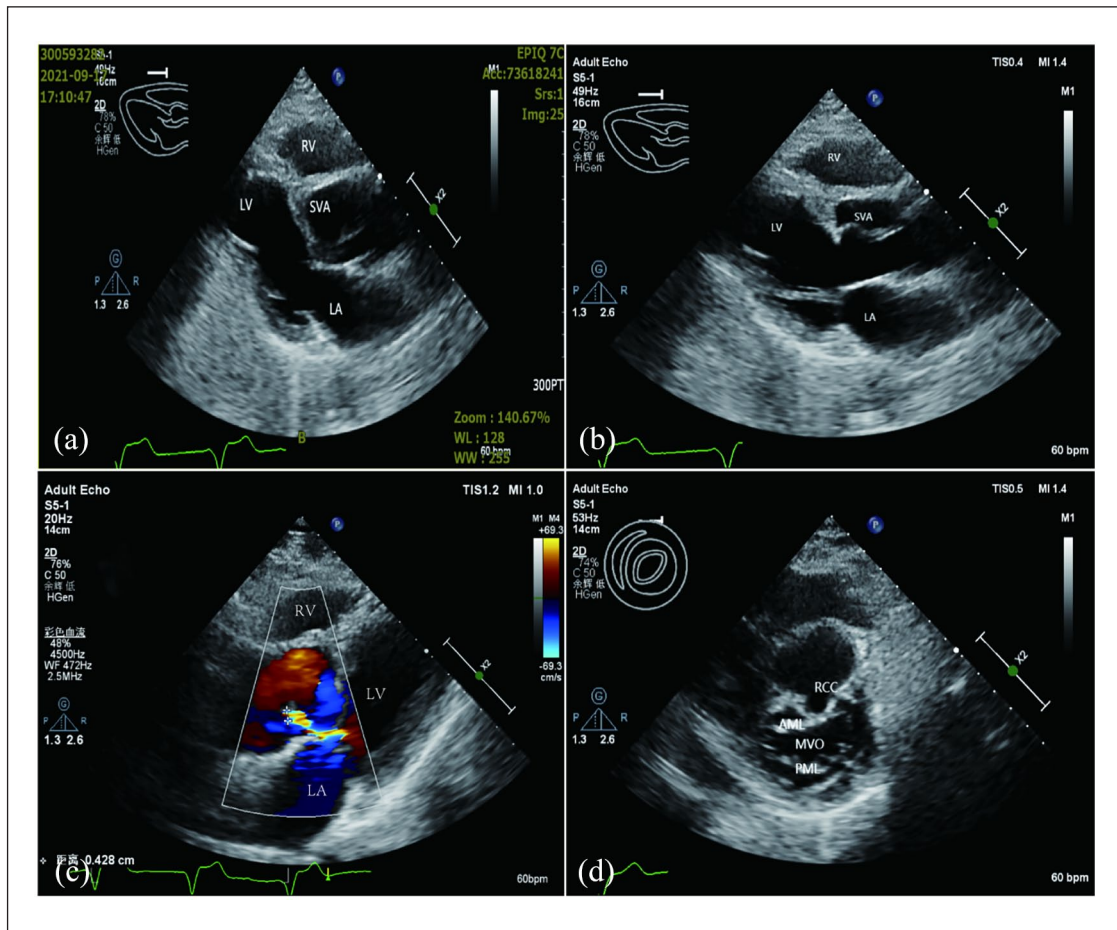 300593283
S5-1
2021-09-17
49Hz
16cm
17:10:47
2D
78%
C 50
余辉 低
HGen
EPIQ 7C
Acc:73618241
M1
Srs:1
Img:25
P
X2
RV
LV
SVA
LA
G
P R
1.3 2.6
300PT
Zoom : 140.67%
WL : 128
60 bpm
WW : 255
B
(a)
Adult Echo
TIS0.4 MI 1.4
S5-1
49Hz
16cm
M1
2D
78%
C 50
余辉 低
HGen
P
X2
RV
LV
SVA
LA
G
P R
1.3 2.6
60 bpm
(b)
Adult Echo
TIS1.2 MI 1.0
S5-1
20Hz
14cm
M1 M4
+69.3
2D
76%
C 50
余辉 低
HGen
彩色血流
48%
4500Hz
WF 472Hz
2.5MHz
-69.3
cm/s
P
X2
RV
LV
LA
G
P R
1.3 2.6
距离 0.428 cm
60bpm
(c)
Adult Echo
TIS0.5 MI 1.4
S5-1
53Hz
14cm
M1
2D
74%
C 50
余辉 低
HGen
P
X2
RCC
AML
MVO
PML
G
P R
1.3 2.6
60bpm
(d)